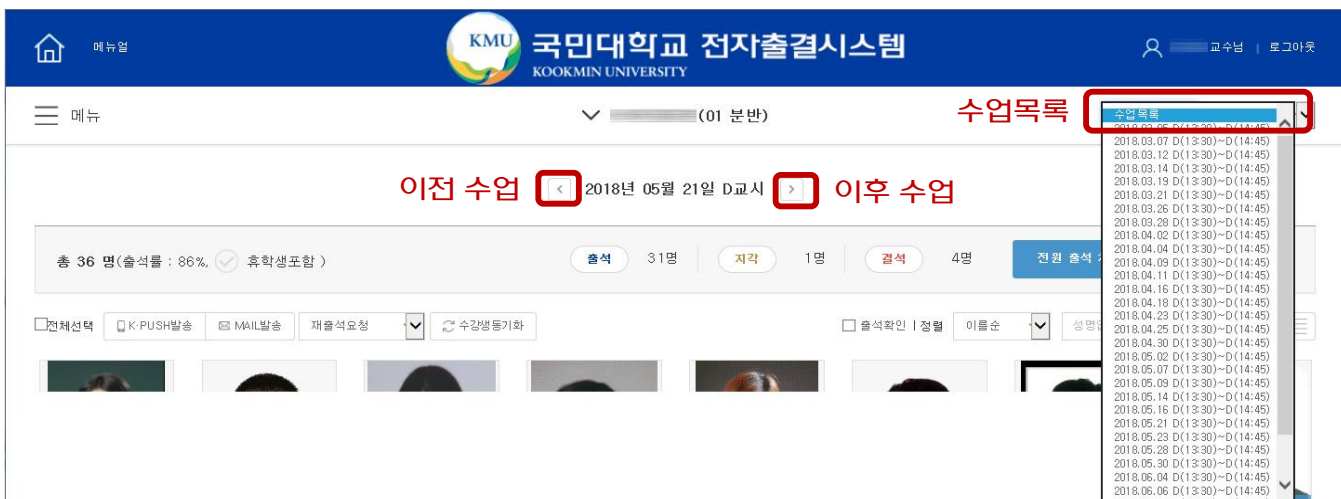 메뉴얼
KMU
국민대학교 전자출결시스템
KOOKMIN UNIVERSITY
교수님 | 로그아웃
메뉴
(01 분반)
수업목록
이전 수업
< 2018년 05월 21일 D교시 >
이후 수업
총 36 명(출석률 : 86%, 휴학생포함 )
출석 31명 | 지각 1명 | 결석 4명
전원 출석
전체선택
K-PUSH발송
MAIL발송
재출석요청
수강생동기화
출석확인 | 정렬
이름순
성명
수업목록
2018.03.05 D(13:30)~D(14:45)
2018.03.07 D(13:30)~D(14:45)
2018.03.12 D(13:30)~D(14:45)
2018.03.14 D(13:30)~D(14:45)
2018.03.19 D(13:30)~D(14:45)
2018.03.21 D(13:30)~D(14:45)
2018.03.26 D(13:30)~D(14:45)
2018.03.28 D(13:30)~D(14:45)
2018.04.02 D(13:30)~D(14:45)
2018.04.04 D(13:30)~D(14:45)
2018.04.09 D(13:30)~D(14:45)
2018.04.11 D(13:30)~D(14:45)
2018.04.16 D(13:30)~D(14:45)
2018.04.18 D(13:30)~D(14:45)
2018.04.23 D(13:30)~D(14:45)
2018.04.25 D(13:30)~D(14:45)
2018.04.30 D(13:30)~D(14:45)
2018.05.02 D(13:30)~D(14:45)
2018.05.07 D(13:30)~D(14:45)
2018.05.09 D(13:30)~D(14:45)
2018.05.14 D(13:30)~D(14:45)
2018.05.16 D(13:30)~D(14:45)
2018.05.21 D(13:30)~D(14:45)
2018.05.23 D(13:30)~D(14:45)
2018.05.28 D(13:30)~D(14:45)
2018.05.30 D(13:30)~D(14:45)
2018.06.04 D(13:30)~D(14:45)
2018.06.06 D(13:30)~D(14:45)